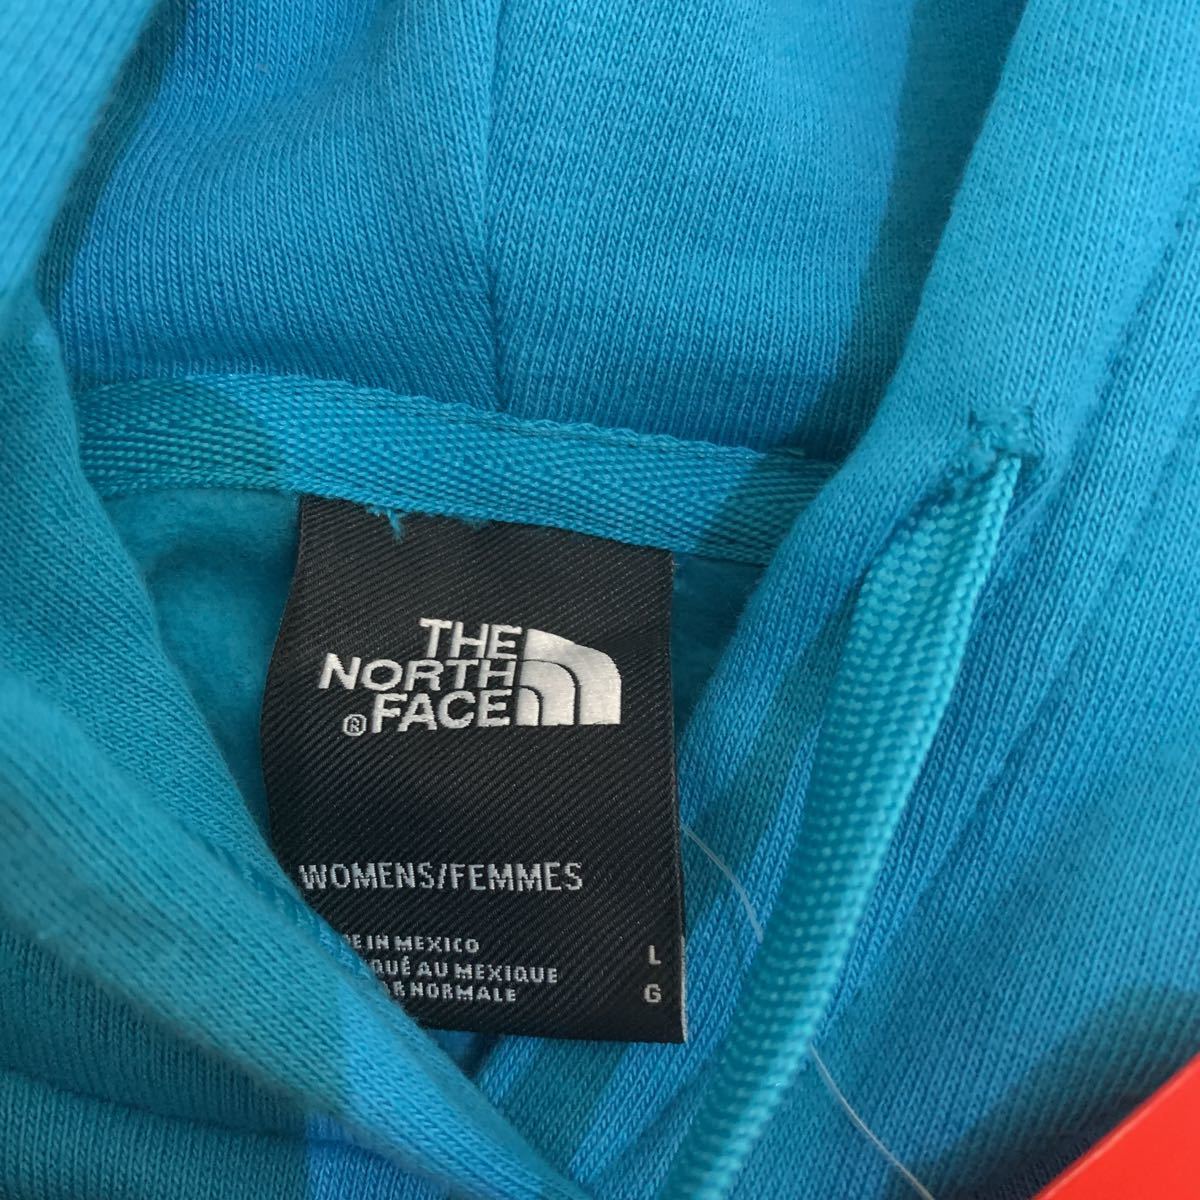 THE
NORTH
® FACE
WOMENS/FEMMES
IN MEXICO
AU MEXIQUE
NORMALE
L
G